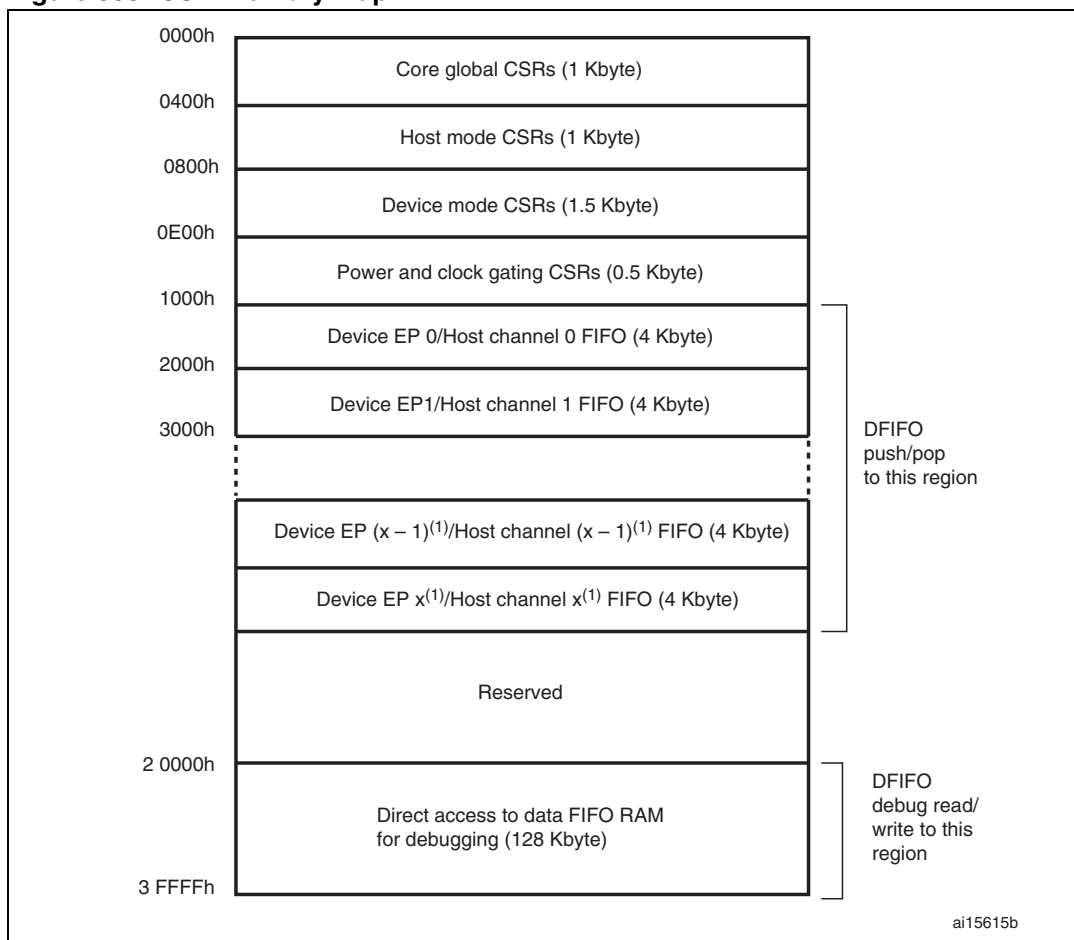 0000h
Core global CSRs (1 Kbyte)
0400h
Host mode CSRs (1 Kbyte)
0800h
Device mode CSRs (1.5 Kbyte)
0E00h
Power and clock gating CSRs (0.5 Kbyte)
1000h
Device EP 0/Host channel 0 FIFO (4 Kbyte)
2000h
Device EP1/Host channel 1 FIFO (4 Kbyte)
3000h
DFIFO
push/pop
to this region
Device EP (x – 1)(1)/Host channel (x – 1)(1) FIFO (4 Kbyte)
Device EP x(1)/Host channel x(1) FIFO (4 Kbyte)
Reserved
2 0000h
Direct access to data FIFO RAM
for debugging (128 Kbyte)
DFIFO
debug read/
write to this
region
3 FFFFh
ai15615b